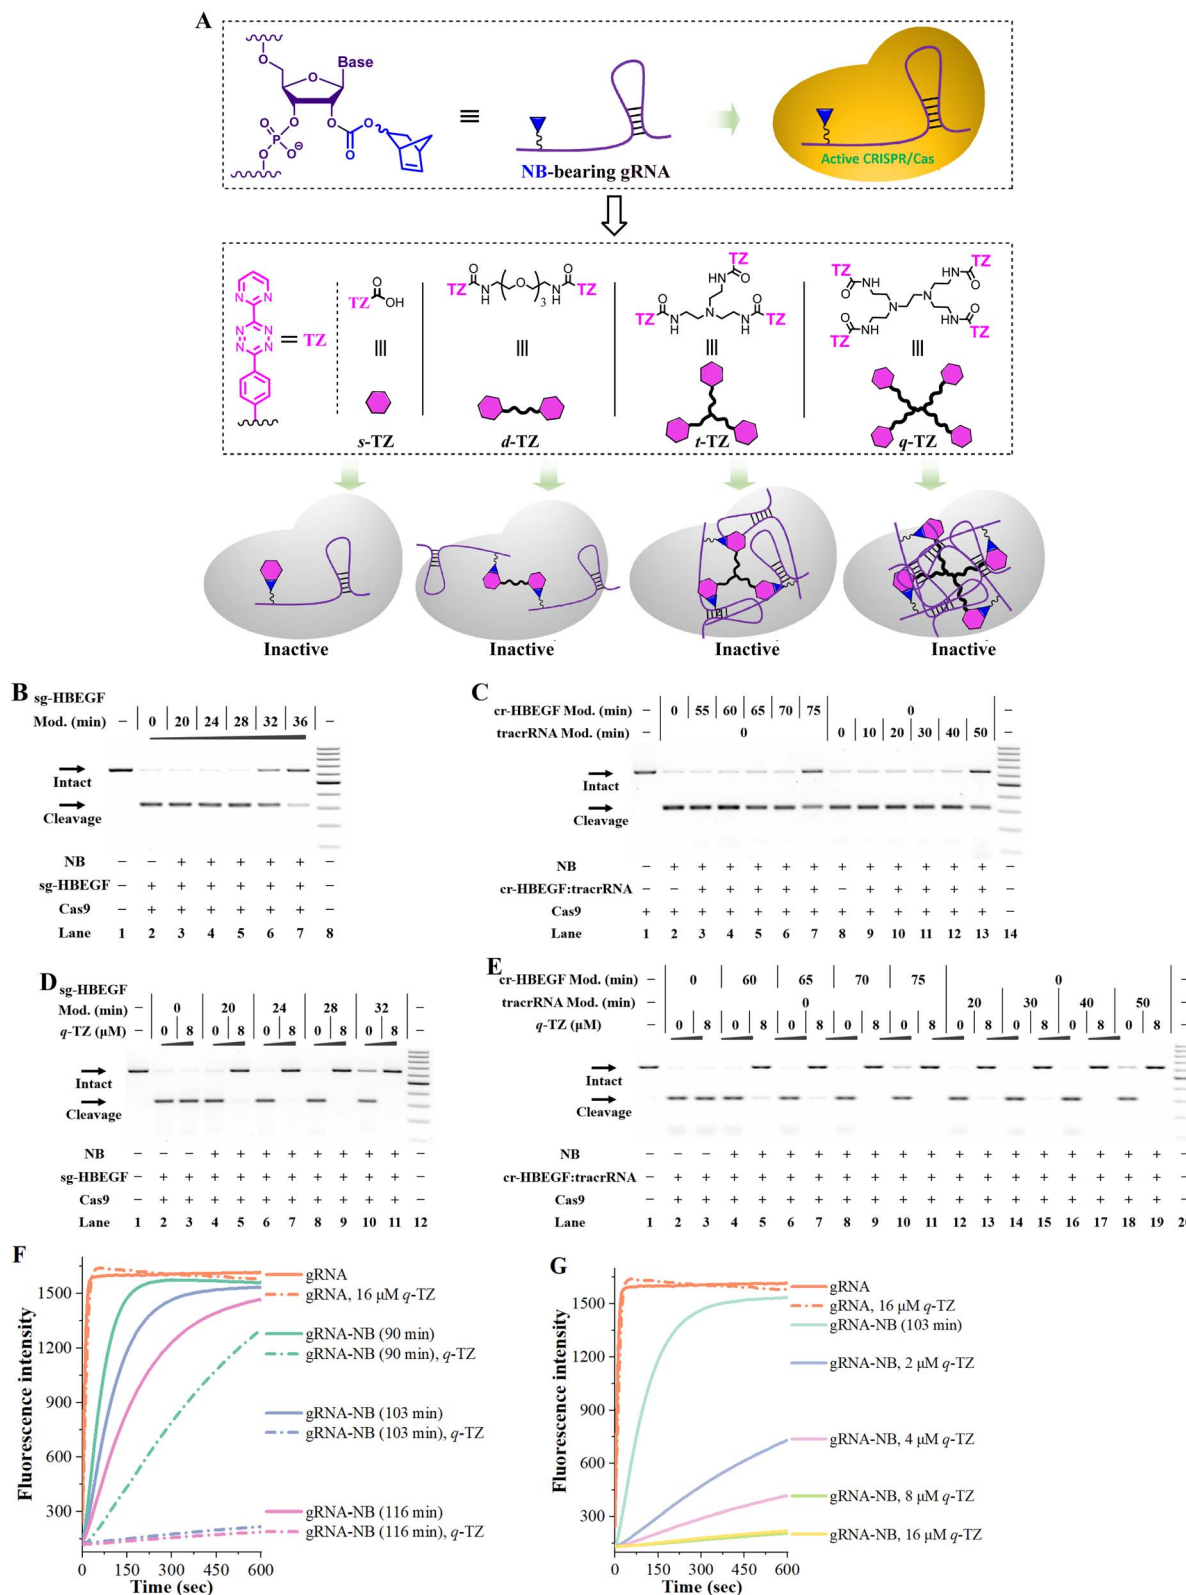 A
O
O
Base
O
O
O
O P O
O⊖
O
O
NB-bearing gRNA
Active CRISPR/Cas
N N
N N
N N
= TZ
O
TZ OH
s-TZ
O O
TZ N H ( O ) 3 N H TZ
d-TZ
TZ
HN O
O N O
TZ N H N H TZ
t-TZ
TZ TZ
O HN HN O
N N
O NH HN O
TZ TZ
q-TZ
Inactive
Inactive
Inactive
Inactive
B
sg-HBEGF
Mod. (min) – 0 20 24 28 32 36 –
Intact
Cleavage
NB – – + + + + + –
sg-HBEGF – + + + + + + –
Cas9 – + + + + + + –
Lane 1 2 3 4 5 6 7 8
C
cr-HBEGF Mod. (min) – 0 55 60 65 70 75 0 –
tracrRNA Mod. (min) – 0 0 10 20 30 40 50 –
Intact
Cleavage
NB – + + + + + + + + + + + + –
cr-HBEGF:tracrRNA – – + + + + + – + + + + + –
Cas9 + + + + + + + + + + + + + –
Lane 1 2 3 4 5 6 7 8 9 10 11 12 13 14
D
sg-HBEGF
Mod. (min) – 0 20 24 28 32 –
q-TZ (μM) – 0 8 0 8 0 8 0 8 0 8 –
Intact
Cleavage
NB – – – + + + + + + + + –
sg-HBEGF – + + + + + + + + + + –
Cas9 – + + + + + + + + + + –
Lane 1 2 3 4 5 6 7 8 9 10 11 12
E
cr-HBEGF Mod. (min) – 0 60 65 70 75 0 –
tracrRNA Mod. (min) – 0 20 30 40 50 –
q-TZ (μM) – 0 8 0 8 0 8 0 8 0 8 0 8 0 8 0 8 0 8 –
Intact
Cleavage
NB – – – + + + + + + + + + + + + + + + + –
cr-HBEGF:tracrRNA – + + + + + + + + + + + + + + + + + + –
Cas9 – + + + + + + + + + + + + + + + + + + –
Lane 1 2 3 4 5 6 7 8 9 10 11 12 13 14 15 16 17 18 19 20
F
Fluorescence intensity
1500
1200
900
600
300
0 150 300 450 600
Time (sec)
gRNA
gRNA, 16 μM q-TZ
gRNA-NB (90 min)
gRNA-NB (90 min), q-TZ
gRNA-NB (103 min)
gRNA-NB (103 min), q-TZ
gRNA-NB (116 min)
gRNA-NB (116 min), q-TZ
G
Fluorescence intensity
1500
1200
900
600
300
0 150 300 450 600
Time (sec)
gRNA
gRNA, 16 μM q-TZ
gRNA-NB (103 min)
gRNA-NB, 2 μM q-TZ
gRNA-NB, 4 μM q-TZ
gRNA-NB, 8 μM q-TZ
gRNA-NB, 16 μM q-TZ